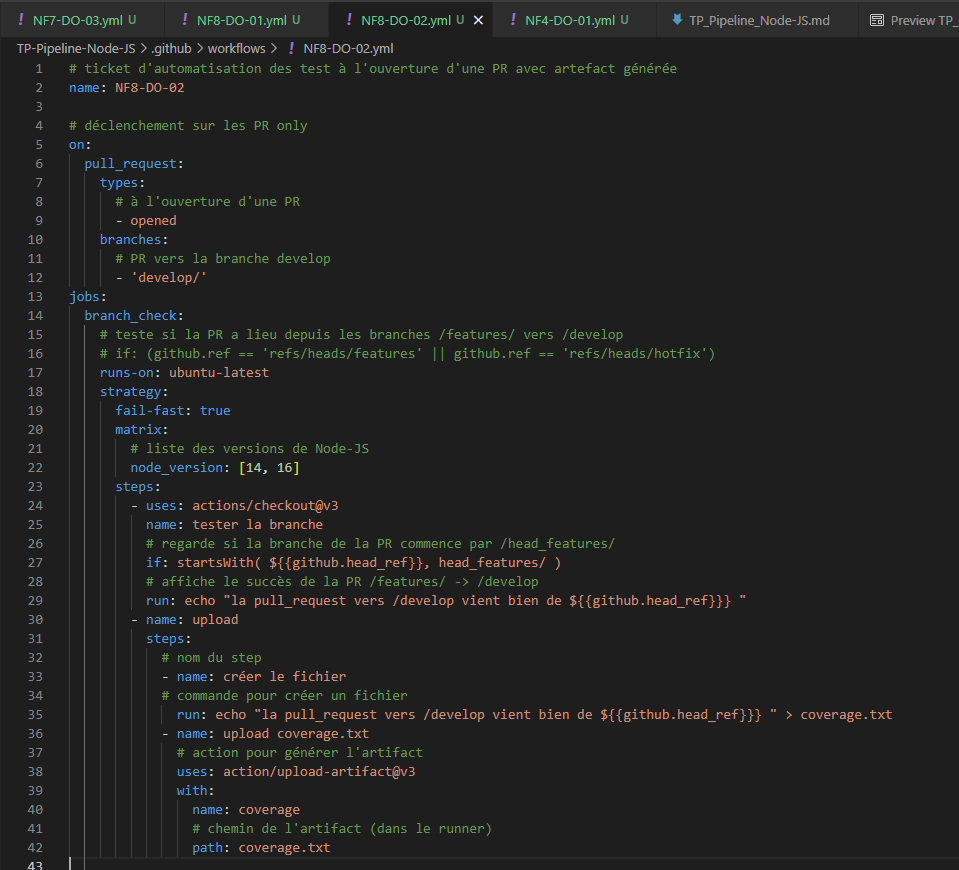 ! NF7-DO-03.yml U ! NF8-DO-01.yml U ! NF8-DO-02.yml U × ! NF4-DO-01.yml U TP_Pipeline_Node-JS.md Preview TP_
TP-Pipeline-Node-JS > .github > workflows > ! NF8-DO-02.yml
1 # ticket d'automatisation des test à l'ouverture d'une PR avec artefact générée
2 name: NF8-DO-02
3
4 # déclenchement sur les PR only
5 on:
6 pull_request:
7 types:
8 # à l'ouverture d'une PR
9 - opened
10 branches:
11 # PR vers la branche develop
12 - 'develop/'
13 jobs:
14 branch_check:
15 # teste si la PR a lieu depuis les branches /features/ vers /develop
16 # if: (github.ref == 'refs/heads/features' || github.ref == 'refs/heads/hotfix')
17 runs-on: ubuntu-latest
18 strategy:
19 fail-fast: true
20 matrix:
21 # liste des versions de Node-JS
22 node_version: [14, 16]
23 steps:
24 - uses: actions/checkout@v3
25 name: tester la branche
26 # regarde si la branche de la PR commence par /head_features/
27 if: startsWith( ${{github.head_ref}}, head_features/ )
28 # affiche le succès de la PR /features/ -> /develop
29 run: echo "la pull_request vers /develop vient bien de ${{github.head_ref}}} "
30 - name: upload
31 steps:
32 # nom du step
33 - name: créer le fichier
34 # commande pour créer un fichier
35 run: echo "la pull_request vers /develop vient bien de ${{github.head_ref}}} " > coverage.txt
36 - name: upload coverage.txt
37 # action pour générer l'artifact
38 uses: action/upload-artifact@v3
39 with:
40 name: coverage
41 # chemin de l'artifact (dans le runner)
42 path: coverage.txt
43